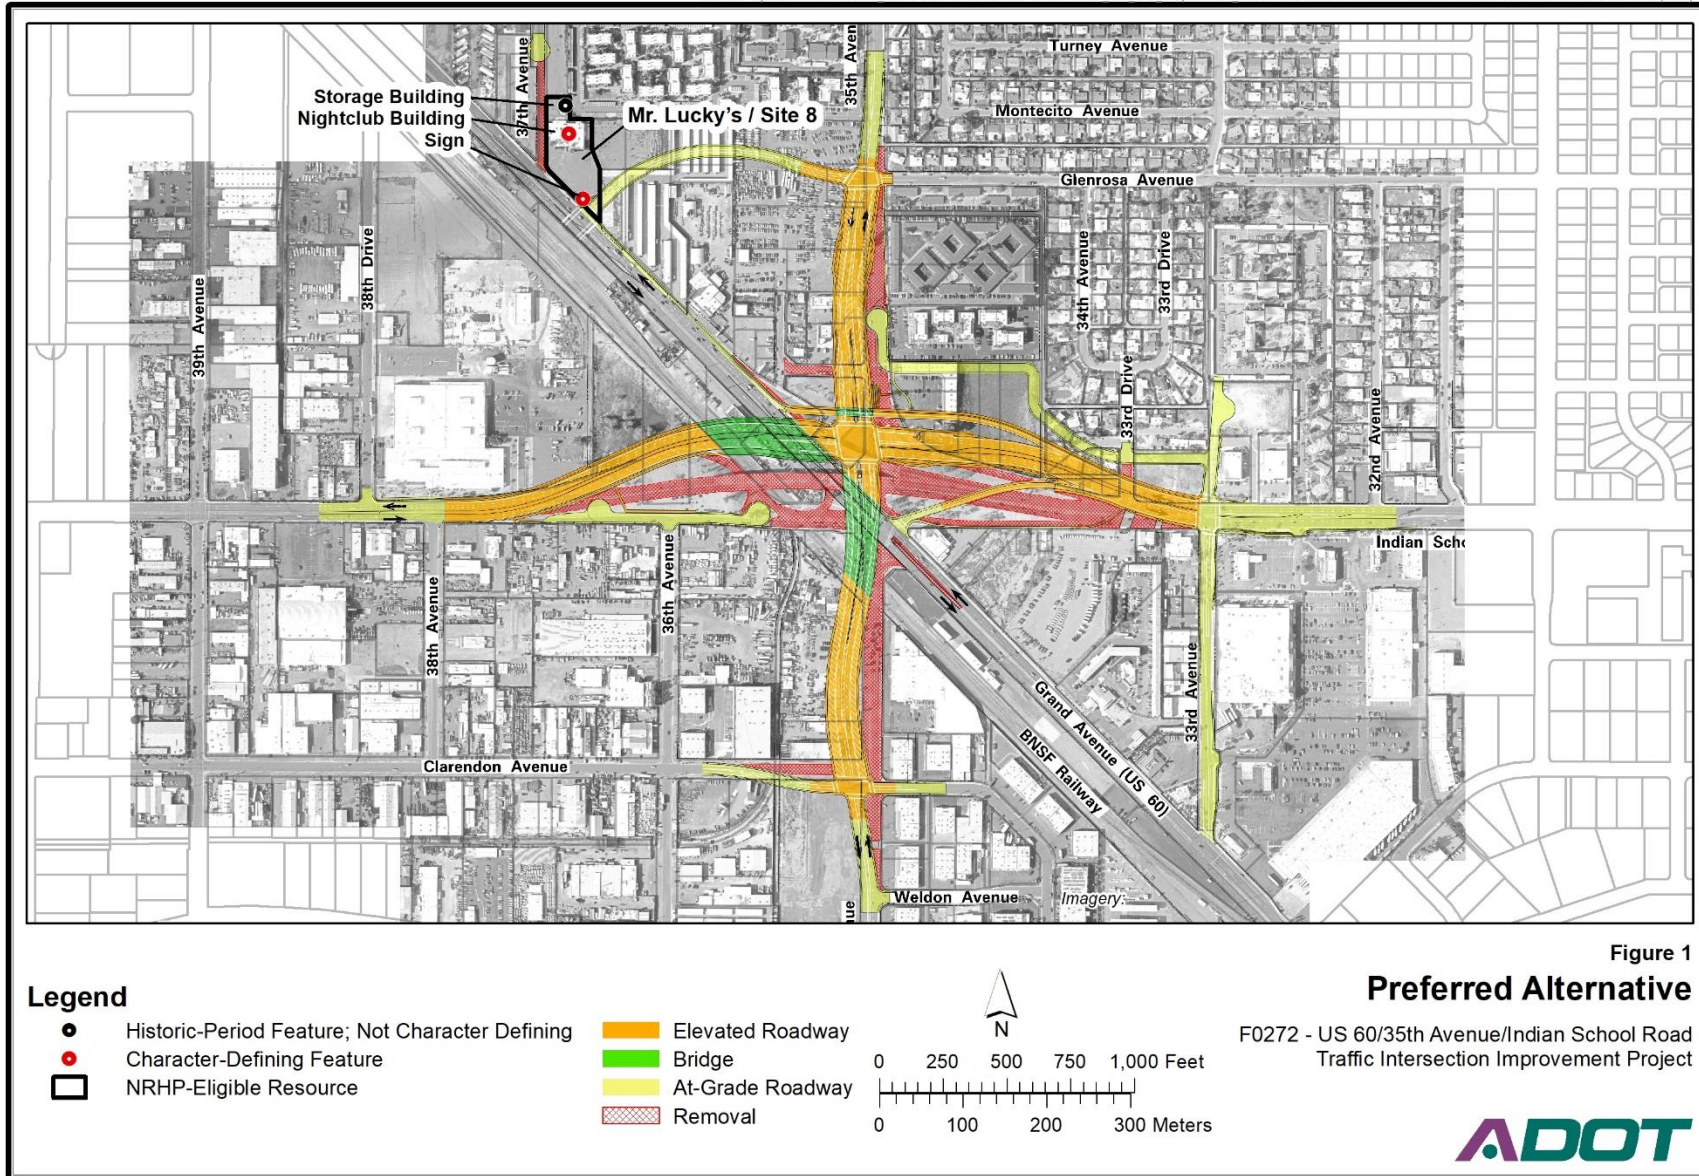 Turney Avenue
35th Aven
37th Avenue
Storage Building
Nightclub Building
Sign
Mr. Lucky's / Site 8
Montecito Avenue
Glenrosa Avenue
39th Avenue
38th Drive
34th Avenue
33rd Drive
33rd Drive
32nd Avenue
Indian Scho
38th Avenue
36th Avenue
33rd Avenue
Grand Avenue (US 60)
BNSF Railway
Clarendon Avenue
Weldon Avenue
nue
Imagery:
Figure 1
Preferred Alternative
F0272 - US 60/35th Avenue/Indian School Road
Traffic Intersection Improvement Project
Legend
Historic-Period Feature; Not Character Defining
Character-Defining Feature
NRHP-Eligible Resource
Elevated Roadway
Bridge
At-Grade Roadway
Removal
N
0 250 500 750 1,000 Feet
0 100 200 300 Meters
ADOT